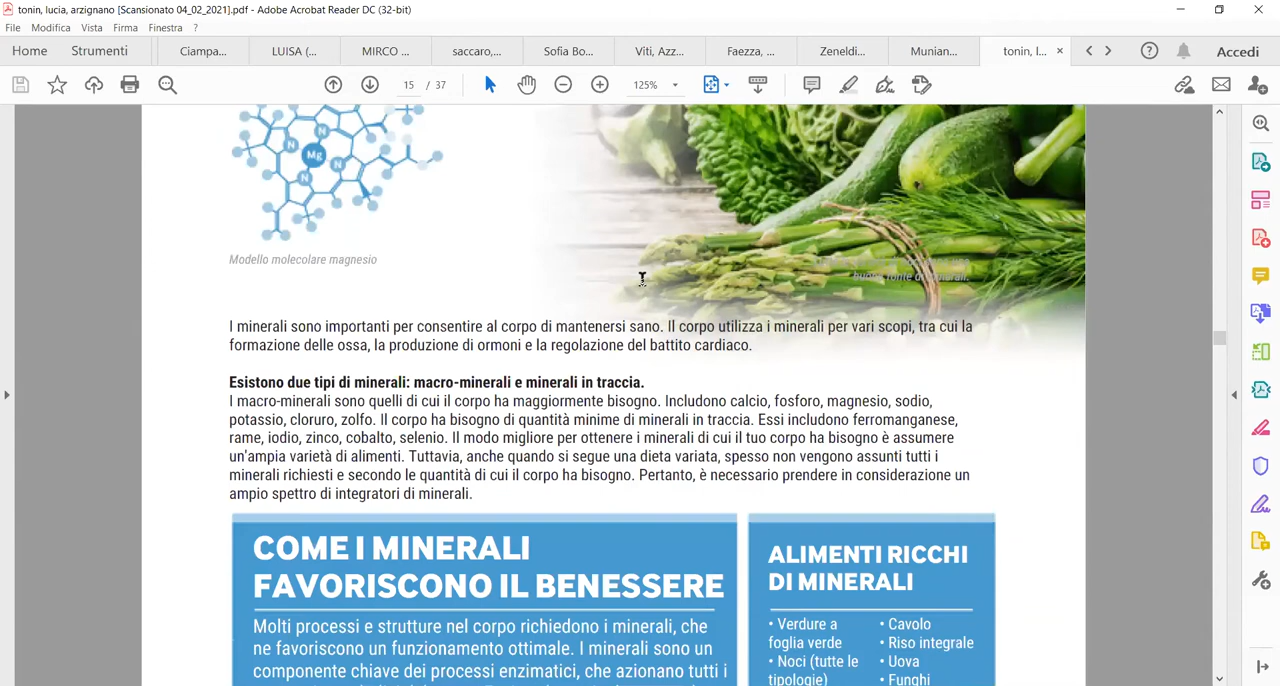 tonin, lucia, arzignano [Scansionato 04_02_2021].pdf - Adobe Acrobat Reader DC (32-bit)
File Modifica Vista Firma Finestra ?
Home Strumenti Ciampa... LUISA (... MIRCO ... saccaro,... Sofia Bo... Viti, Azz... Faezza, ... Zeneldi... Munian... tonin, l... × Accedi
15 / 37 125%
N
N Mg N
N
Modello molecolare magnesio
buona fonte di minerali.
I minerali sono importanti per consentire al corpo di mantenersi sano. Il corpo utilizza i minerali per vari scopi, tra cui la
formazione delle ossa, la produzione di ormoni e la regolazione del battito cardiaco.
Esistono due tipi di minerali: macro-minerali e minerali in traccia.
I macro-minerali sono quelli di cui il corpo ha maggiormente bisogno. Includono calcio, fosforo, magnesio, sodio,
potassio, cloruro, zolfo. Il corpo ha bisogno di quantità minime di minerali in traccia. Essi includono ferromanganese,
rame, iodio, zinco, cobalto, selenio. Il modo migliore per ottenere i minerali di cui il tuo corpo ha bisogno è assumere
un'ampia varietà di alimenti. Tuttavia, anche quando si segue una dieta variata, spesso non vengono assunti tutti i
minerali richiesti e secondo le quantità di cui il corpo ha bisogno. Pertanto, è necessario prendere in considerazione un
ampio spettro di integratori di minerali.
COME I MINERALI
FAVORISCONO IL BENESSERE
Molti processi e strutture nel corpo richiedono i minerali, che
ne favoriscono un funzionamento ottimale. I minerali sono un
componente chiave dei processi enzimatici, che azionano tutti i
ALIMENTI RICCHI
DI MINERALI
• Verdure a
foglia verde
• Noci (tutte le
tipologie)
• Cavolo
• Riso integrale
• Uova
• Funghi